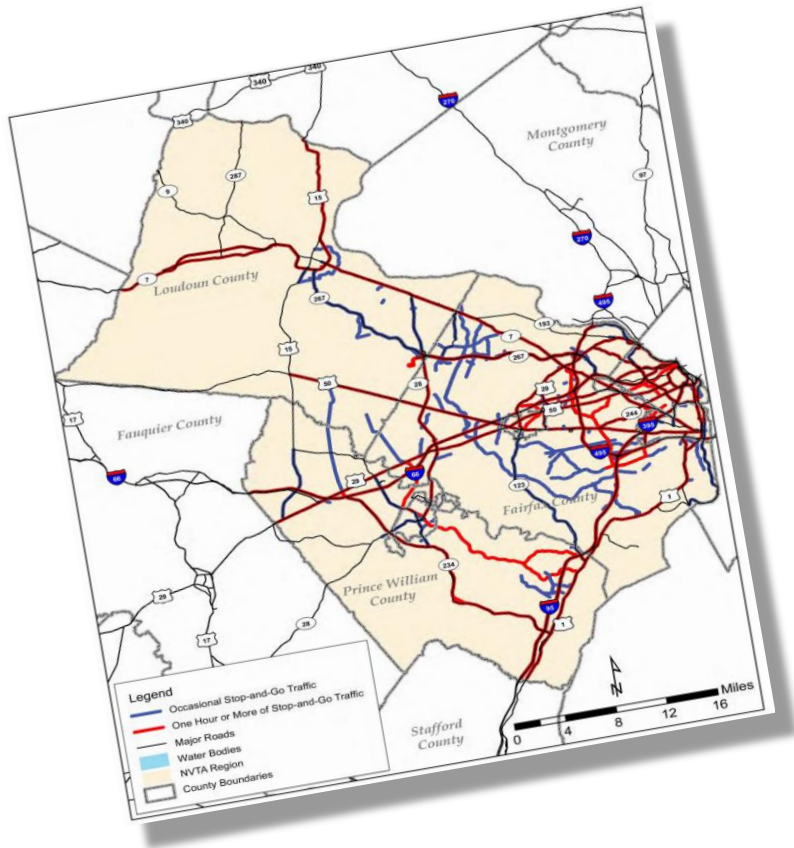 340
340
340
270
Montgomery
County
97
287
9
15
270
7
Loudoun County
267
495
193
7
267
15
50
28
29
50
244
395
17
Fauquier County
495
66
29
66
123
Fairfax County
1
234
Prince William
County
29
28
95
1
17
Legend
Occasional Stop-and-Go Traffic
One Hour or More of Stop-and-Go Traffic
Major Roads
Water Bodies
NVTA Region
County Boundaries
Stafford
County
N
Miles
0 4 8 12 16